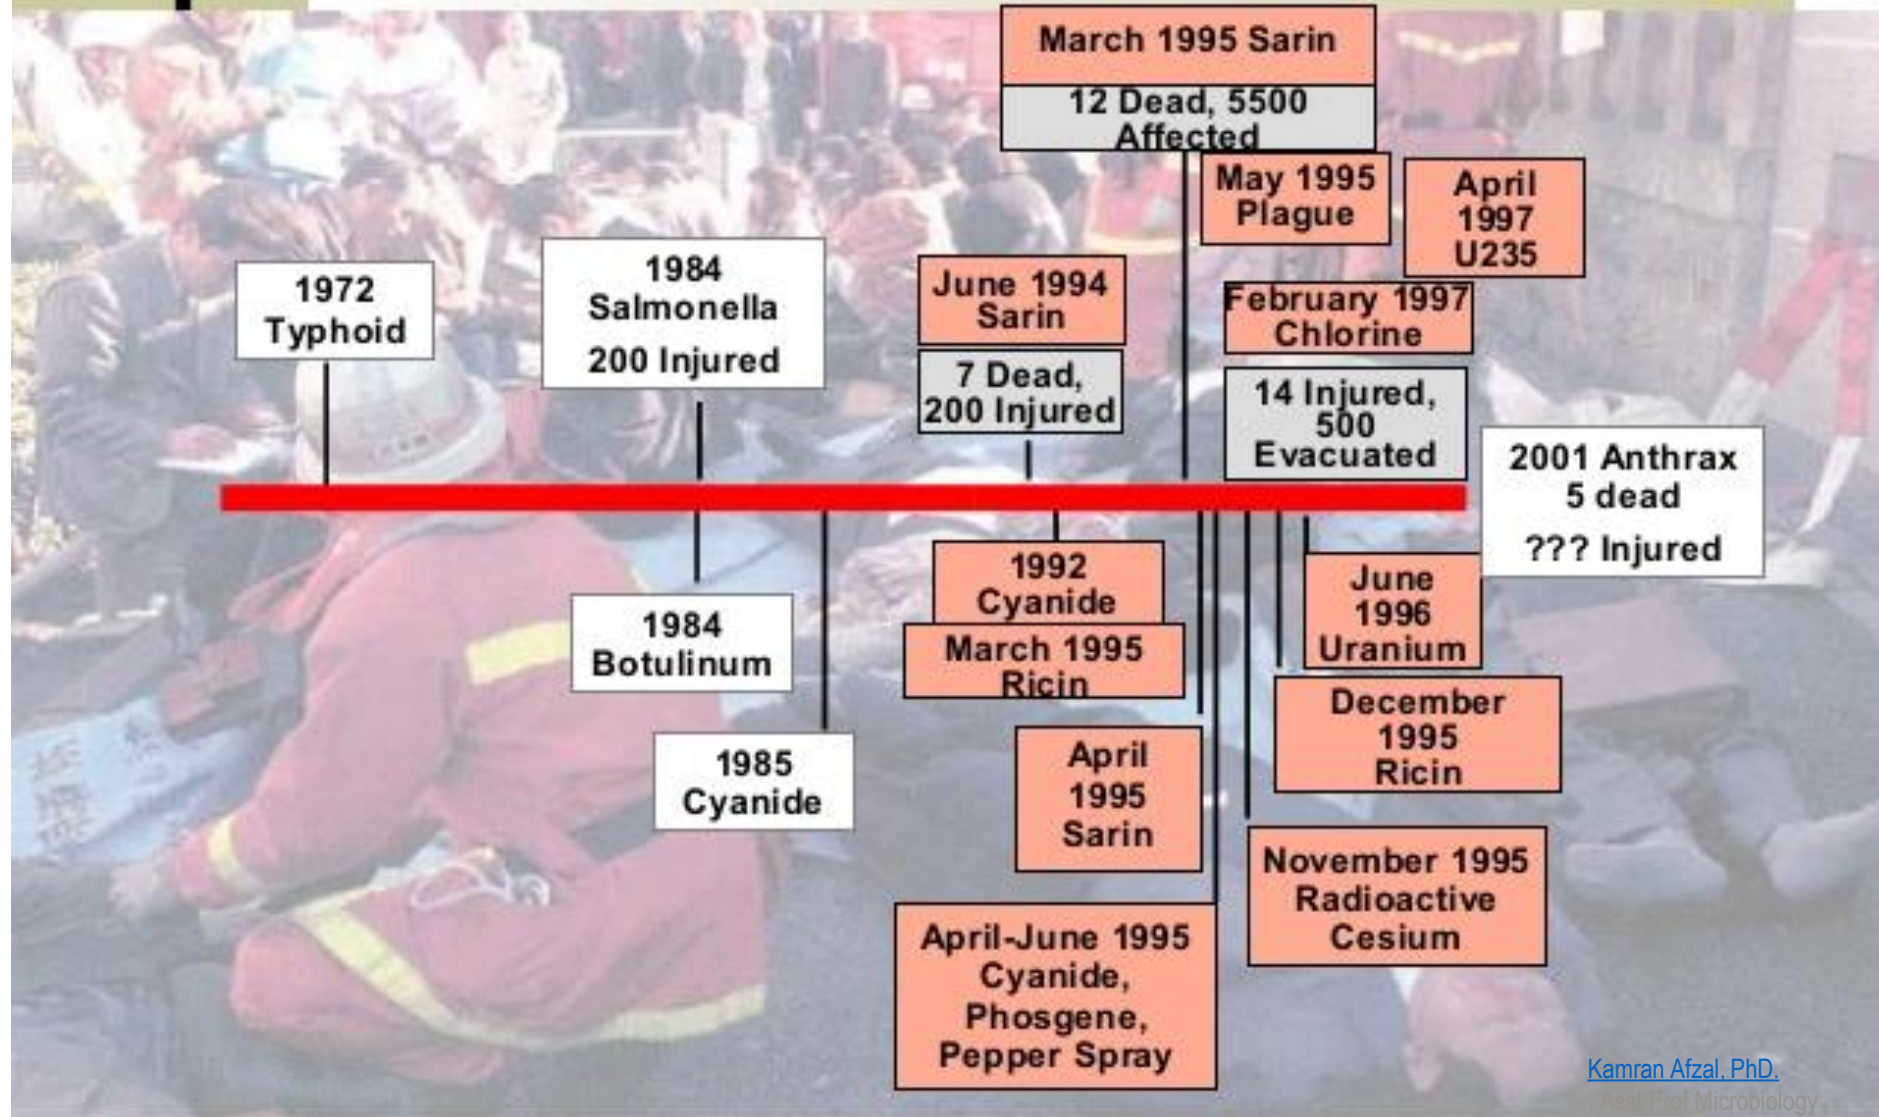 March 1995 Sarin
12 Dead, 5500
Affected
May 1995
Plague
April
1997
U235
1972
Typhoid
1984
Salmonella
200 Injured
June 1994
Sarin
7 Dead,
200 Injured
February 1997
Chlorine
14 Injured,
500
Evacuated
2001 Anthrax
5 dead
??? Injured
1984
Botulinum
1985
Cyanide
1992
Cyanide
March 1995
Ricin
April
1995
Sarin
April-June 1995
Cyanide,
Phosgene,
Pepper Spray
June
1996
Uranium
December
1995
Ricin
November 1995
Radioactive
Cesium
Kamran Afzal, PhD.
, Asst Prof Microbiology